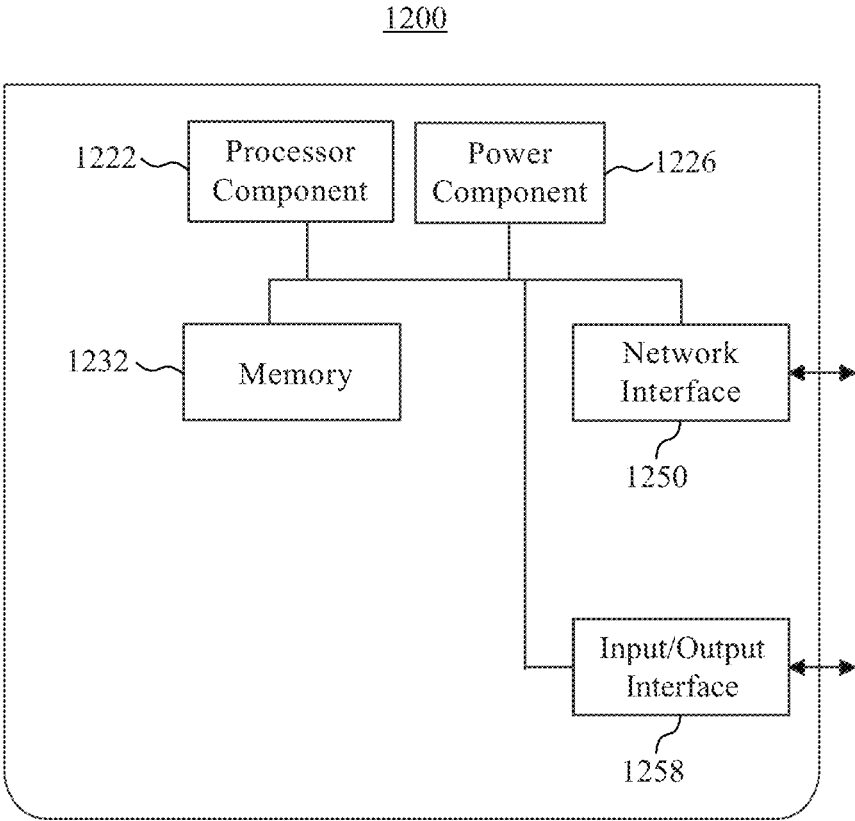 1200
Processor
Component
1222
Power
Component
1226
1232
Memory
Network
Interface
1250
Input/Output
Interface
1258